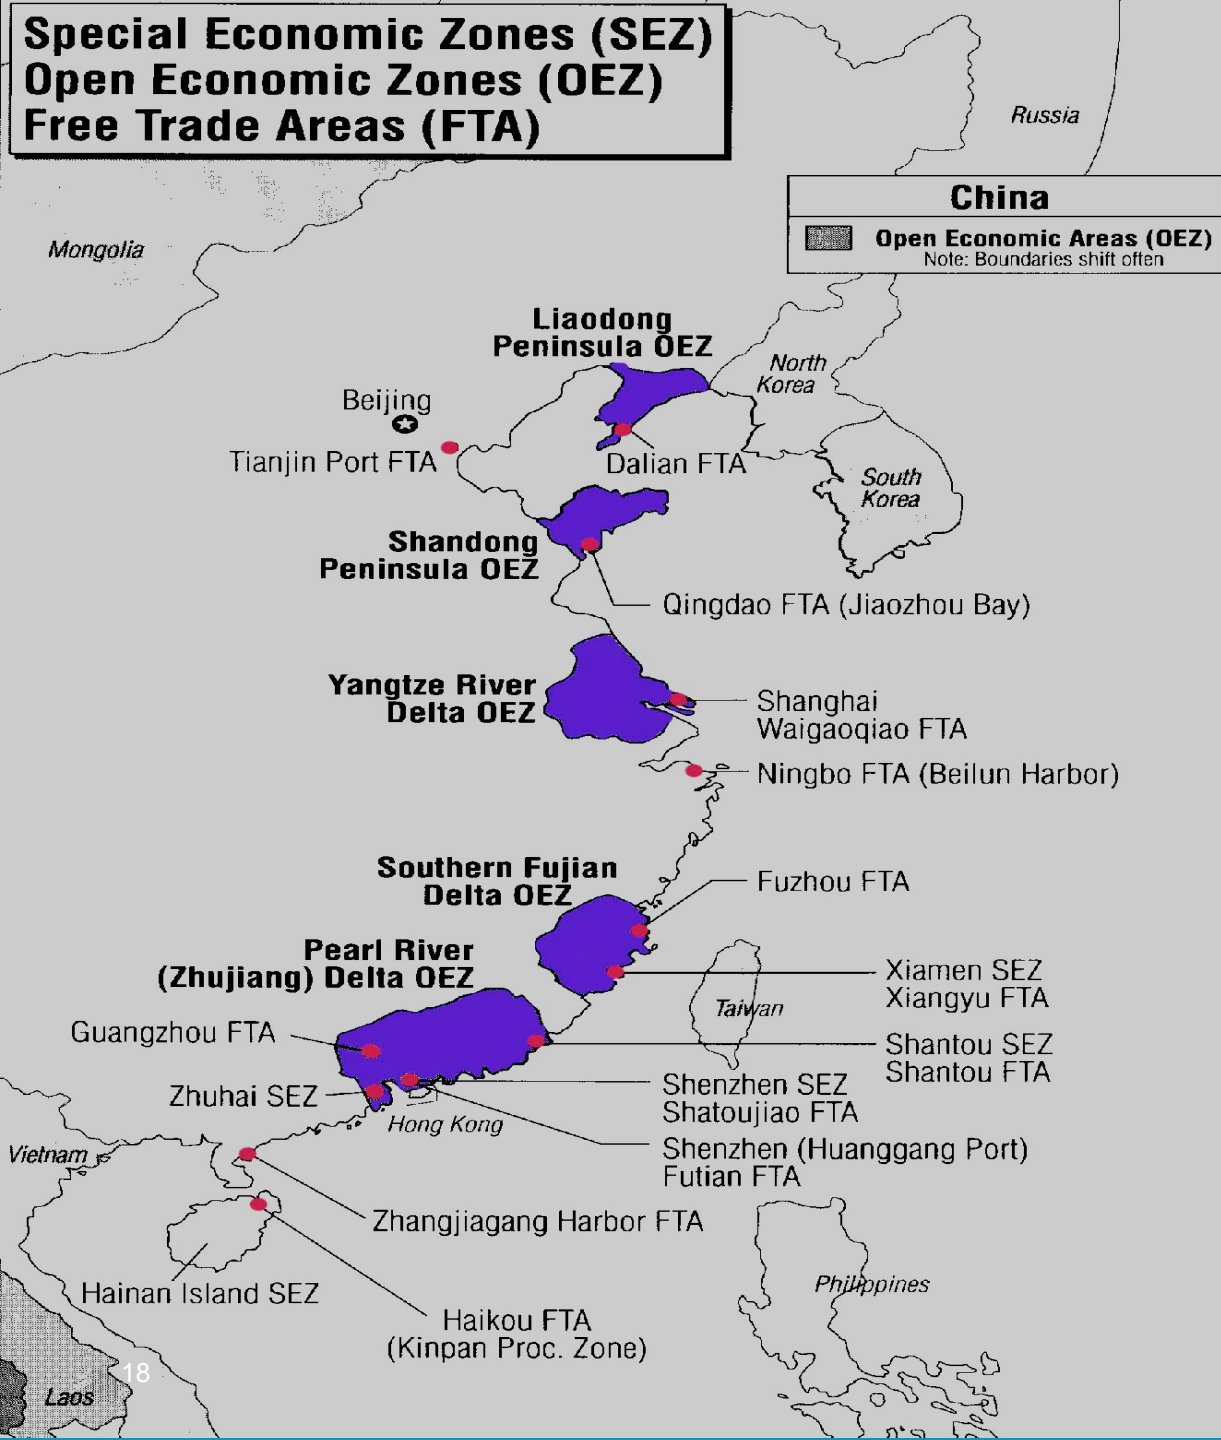 Special Economic Zones (SEZ)
Open Economic Zones (OEZ)
Free Trade Areas (FTA)
Russia
China
Open Economic Areas (OEZ)
Note: Boundaries shift often
Mongolia
Liaodong
Peninsula OEZ
North
Korea
Beijing
Tianjin Port FTA
Dalian FTA
South
Korea
Shandong
Peninsula OEZ
Qingdao FTA (Jiaozhou Bay)
Yangtze River
Delta OEZ
Shanghai
Waigaoqiao FTA
Ningbo FTA (Beilun Harbor)
Southern Fujian
Delta OEZ
Fuzhou FTA
Pearl River
(Zhujiang) Delta OEZ
Xiamen SEZ
Xiangyu FTA
Taiwan
Guangzhou FTA
Shantou SEZ
Shantou FTA
Zhuhai SEZ
Shenzhen SEZ
Shatoujiao FTA
Hong Kong
Shenzhen (Huanggang Port)
Futian FTA
Vietnam
Zhangjiagang Harbor FTA
Hainan Island SEZ
Philippines
Haikou FTA
(Kinpan Proc. Zone)
18
Laos